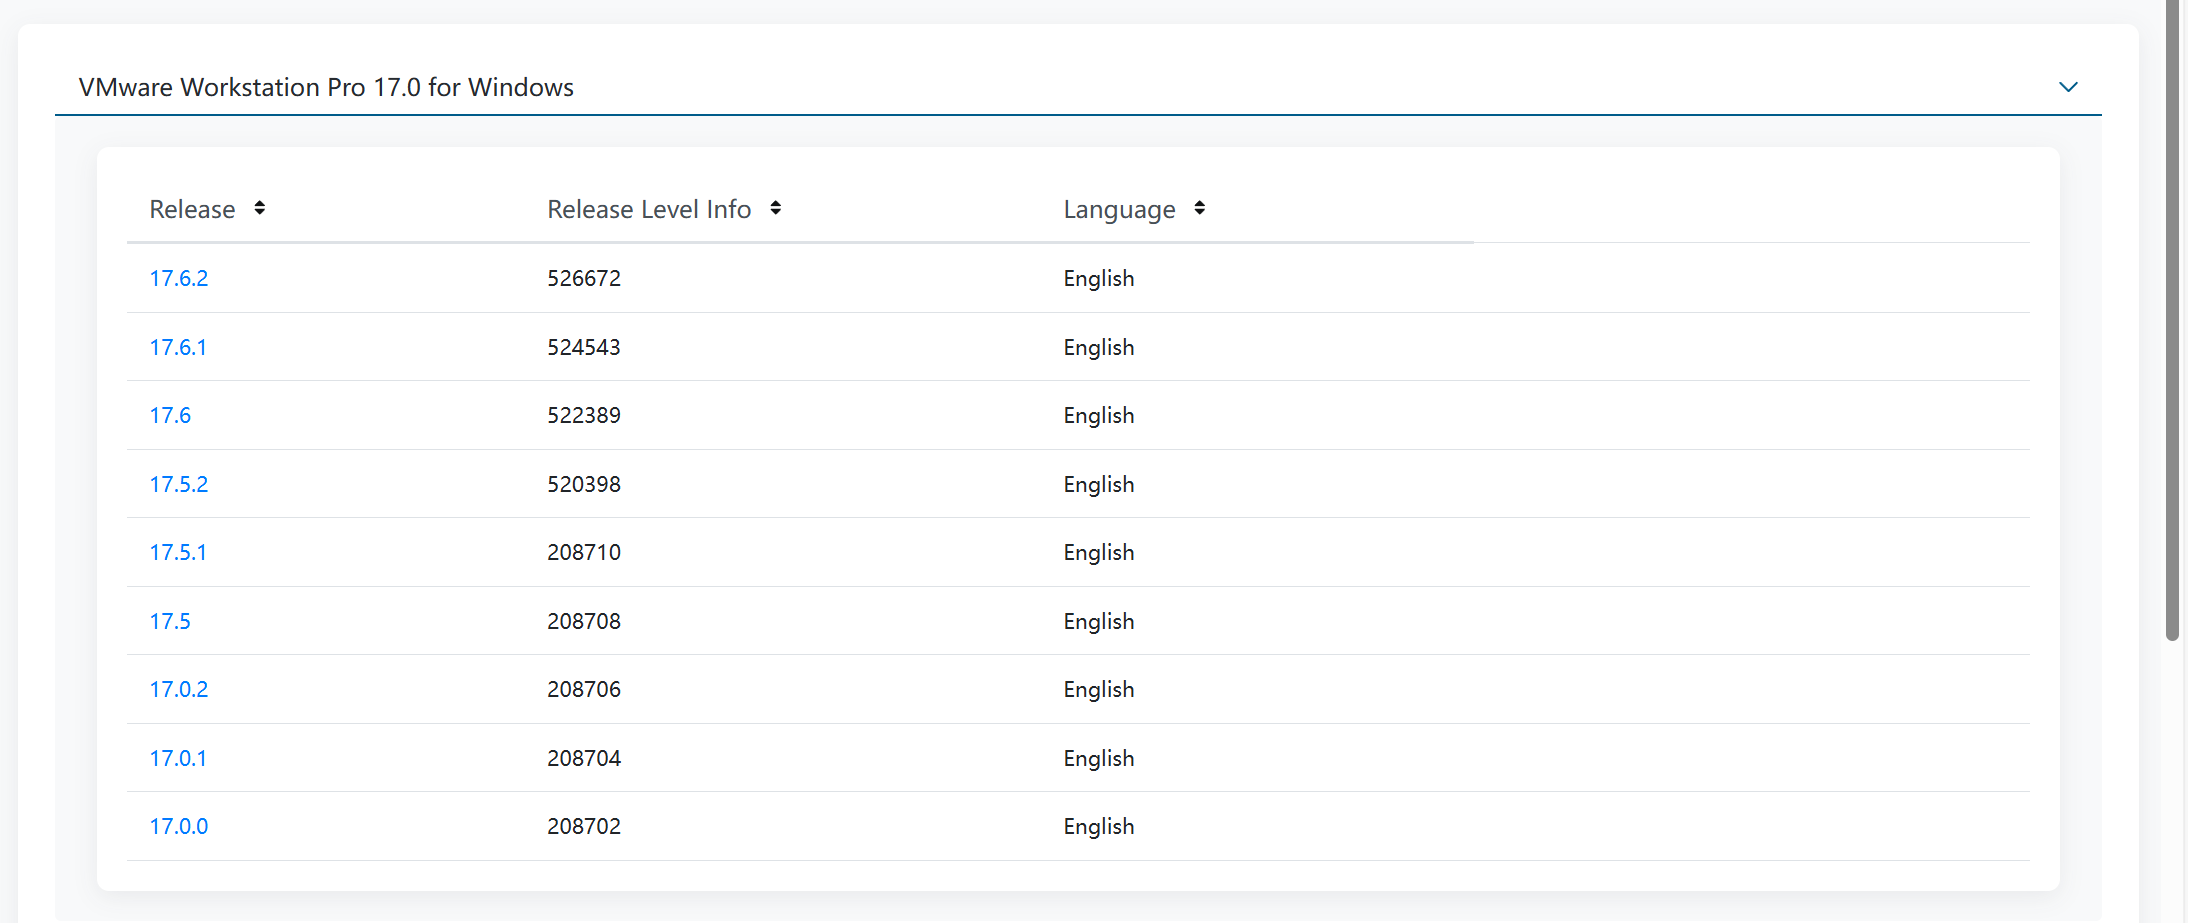 VMware Workstation Pro 17.0 for Windows
Release Release Level Info Language
17.6.2 526672 English
17.6.1 524543 English
17.6 522389 English
17.5.2 520398 English
17.5.1 208710 English
17.5 208708 English
17.0.2 208706 English
17.0.1 208704 English
17.0.0 208702 English